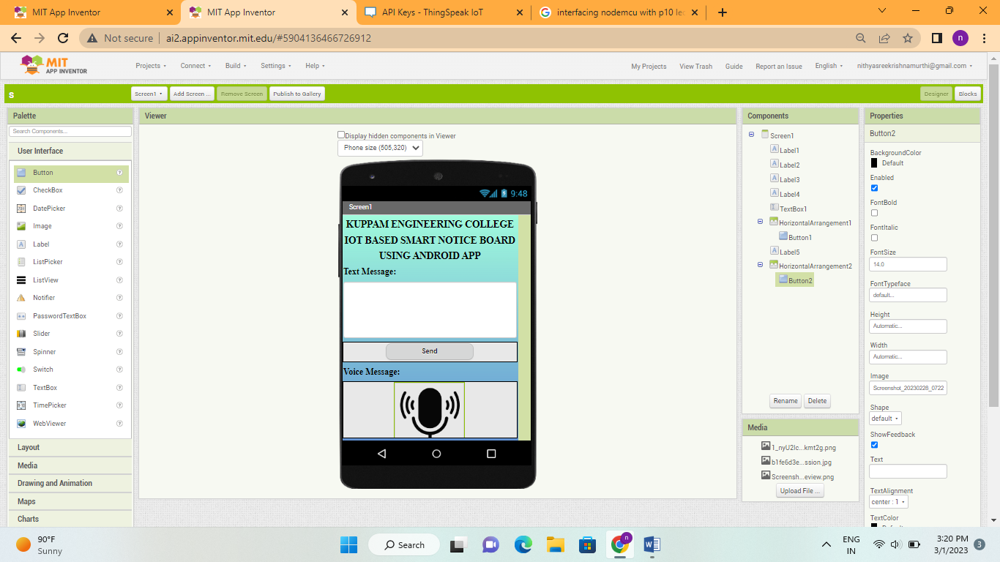 MIT App Inventor
MIT App Inventor
API Keys - ThingSpeak IoT
interfacing nodemcu with p10 led
Not secure | ai2.appinventor.mit.edu/#5904136466726912
n
MIT
APP INVENTOR
Projects
Connect
Build
Settings
Help
My Projects
View Trash
Guide
Report an Issue
English
nithyasreekrishnamurthi@gmail.com
s
Screen1
Add Screen ...
Remove Screen
Publish to Gallery
Designer
Blocks
Palette
Search Components...
User Interface
Button
CheckBox
DatePicker
Image
Label
ListPicker
ListView
Notifier
PasswordTextBox
Slider
Spinner
Switch
TextBox
TimePicker
WebViewer
Layout
Media
Drawing and Animation
Maps
Charts
Viewer
Display hidden components in Viewer
Phone size (505,320)
9:48
Screen1
KUPPAM ENGINEERING COLLEGE
IOT BASED SMART NOTICE BOARD
USING ANDROID APP
Text Message:
Send
Voice Message:
Components
Screen1
Label1
Label2
Label3
Label4
TextBox1
HorizontalArrangement1
Button1
Label5
HorizontalArrangement2
Button2
Rename
Delete
Media
1_nyU2lc...kmt2g.png
b1fe6d3e...ssion.jpg
Screensh...eview.png
Upload File ...
Properties
Button2
BackgroundColor
Default
Enabled
FontBold
FontItalic
FontSize
14.0
FontTypeface
default...
Height
Automatic...
Width
Automatic...
Image
Screenshot_20230228_0722
Shape
default
ShowFeedback
Text
TextAlignment
center : 1
TextColor
Default
90°F
Sunny
Search
n
ENG
IN
3:20 PM
3/1/2023
3